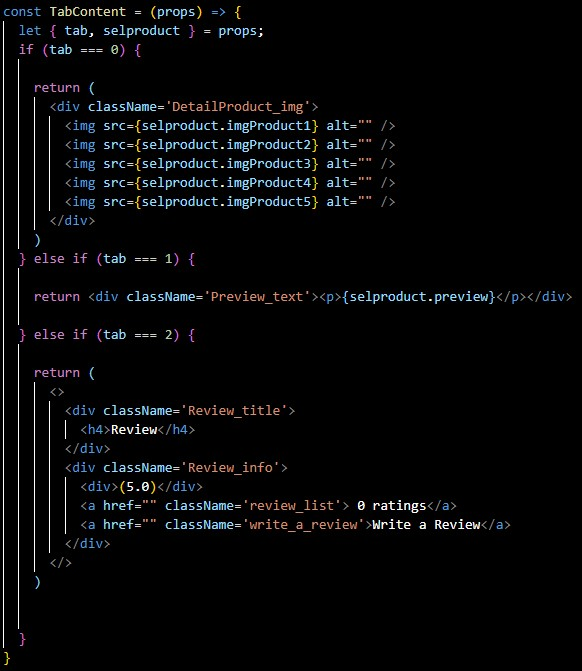 const TabContent = (props) => {
let { tab, selproduct } = props;
if (tab === 0) {
return (
<div className='DetailProduct_img'>
<img src={selproduct.imgProduct1} alt="" />
<img src={selproduct.imgProduct2} alt="" />
<img src={selproduct.imgProduct3} alt="" />
<img src={selproduct.imgProduct4} alt="" />
<img src={selproduct.imgProduct5} alt="" />
</div>
)
} else if (tab === 1) {
return <div className='Preview_text'><p>{selproduct.preview}</p></div>
} else if (tab === 2) {
return (
<>
<div className='Review_title'>
<h4>Review</h4>
</div>
<div className='Review_info'>
<div>(5.0)</div>
<a href="" className='review_list'> 0 ratings</a>
<a href="" className='write_a_review'>Write a Review</a>
</div>
</>
)
}
}